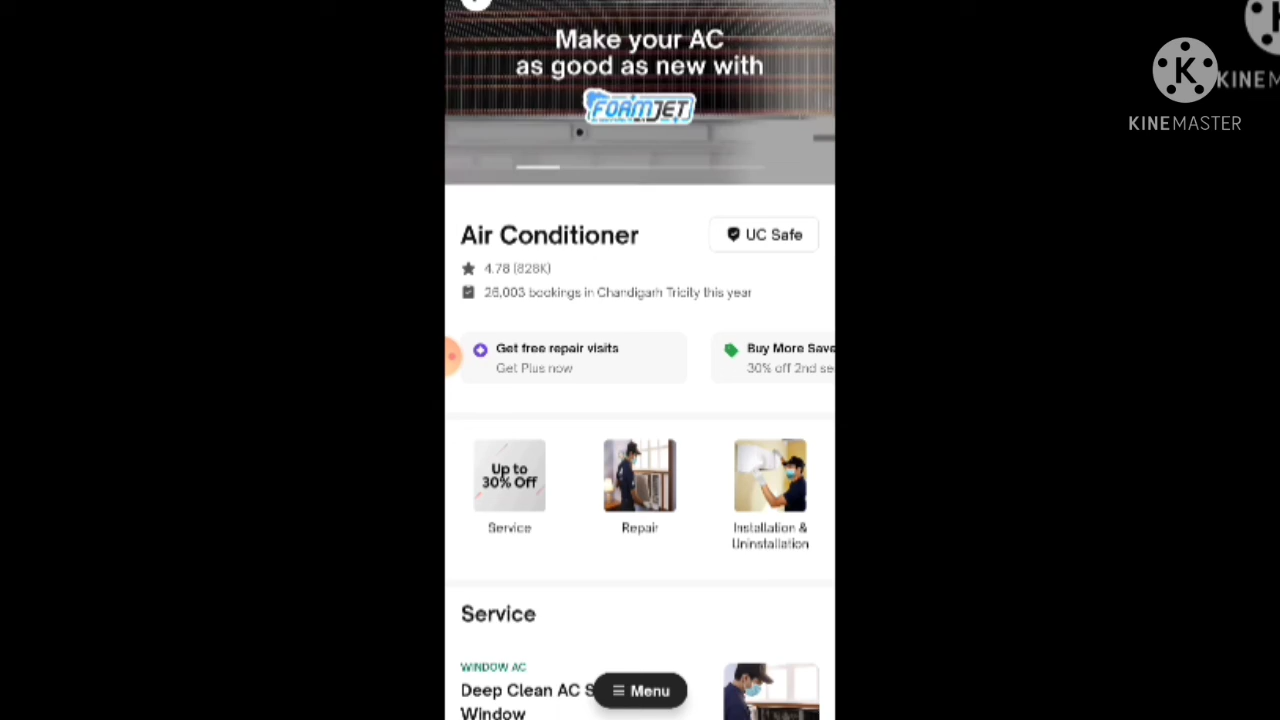 Make your AC
as good as new with
FOAMJET
Air Conditioner
UC Safe
4.78 (828K)
26,003 bookings in Chandigarh Tricity this year
Get free repair visits
Get Plus now
Buy More Save
30% off 2nd se
Up to
30% Off
Service
Repair
Installation &
Uninstallation
Service
WINDOW AC
Deep Clean AC S
Window
Menu
KINEMASTER
KINEM